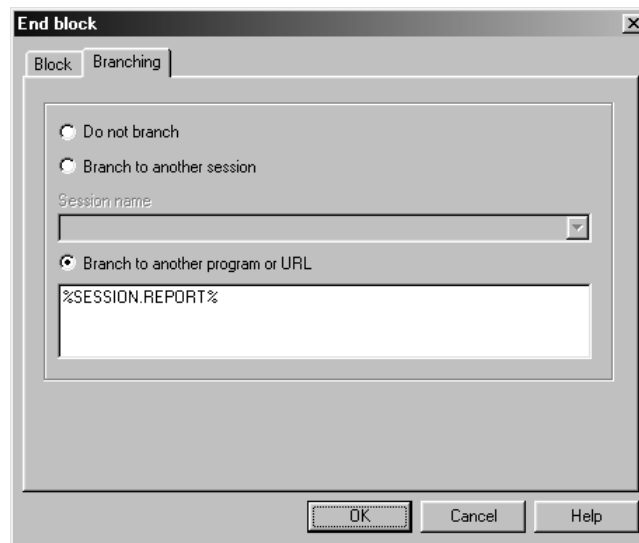 End block
Block Branching
Do not branch
Branch to another session
Session name
Branch to another program or URL
%SESSION.REPORT%
OK Cancel Help